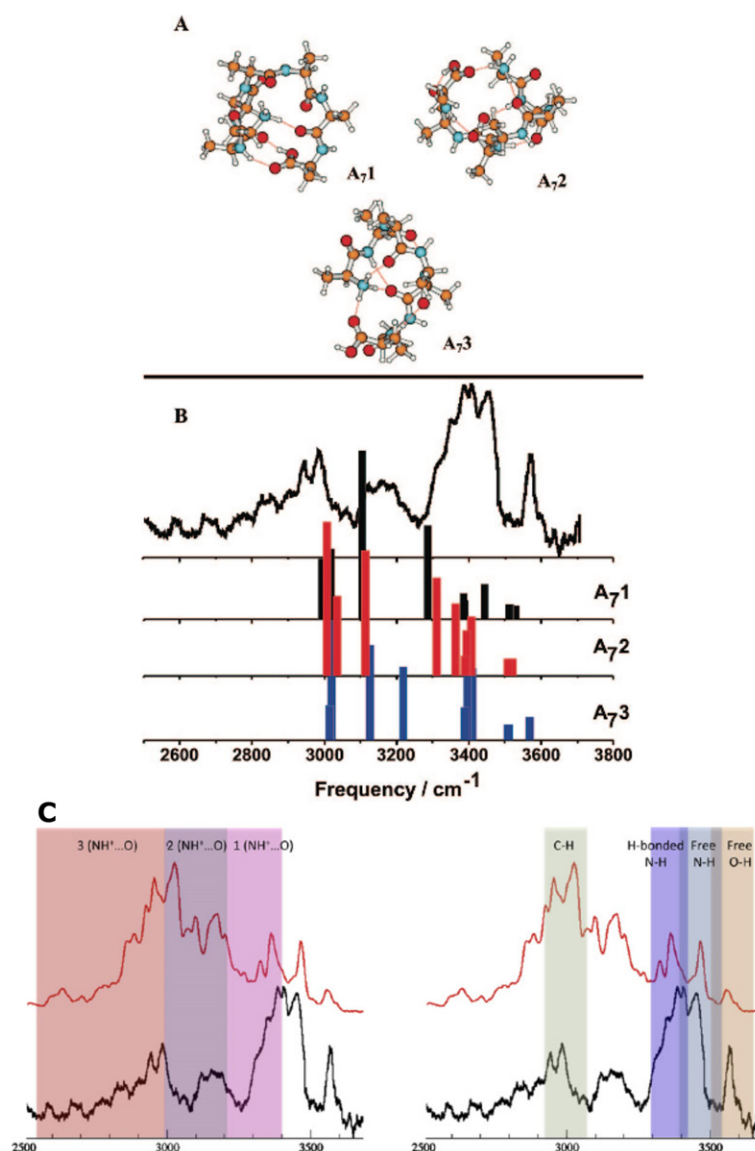 A
A₇1
A₇2
A₇3
B
A₇1
A₇2
A₇3
2600 2800 3000 3200 3400 3600 3800
Frequency / cm⁻¹
C
3 (NH⁺...O) 2 (NH⁺...O) 1 (NH⁺...O)
C-H H-bonded N-H Free N-H Free O-H
2500 3000 3500
2500 3000 3500